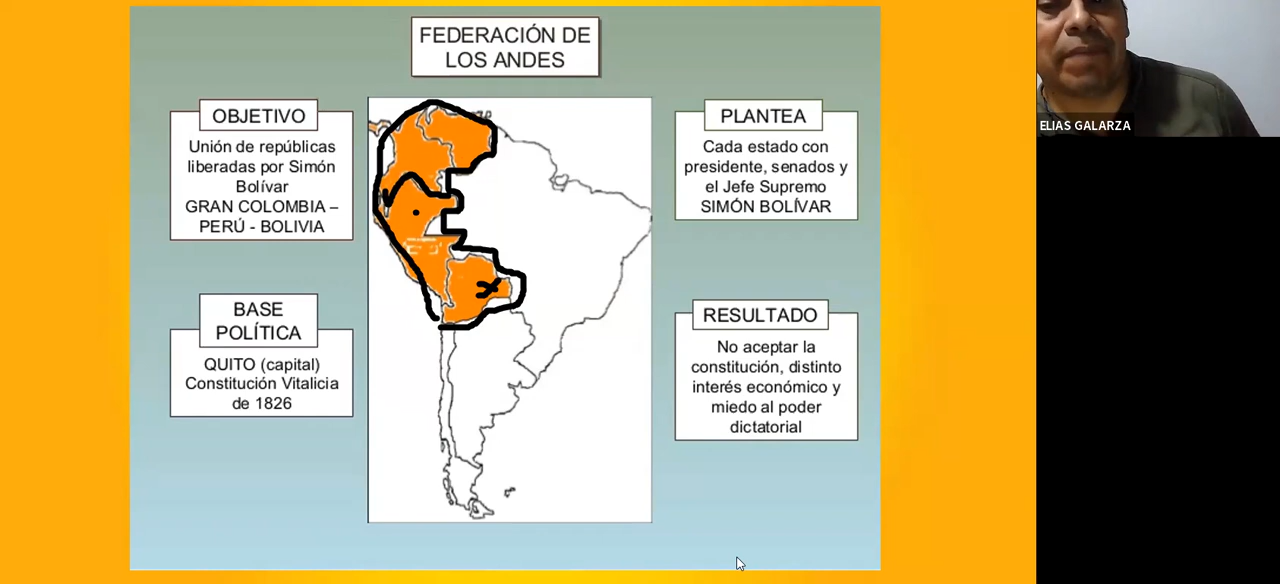 FEDERACIÓN DE
LOS ANDES
OBJETIVO
Unión de repúblicas
liberadas por Simón
Bolívar
GRAN COLOMBIA –
PERÚ - BOLIVIA
BASE
POLÍTICA
QUITO (capital)
Constitución Vitalicia
de 1826
PLANTEA
Cada estado con
presidente, senados y
el Jefe Supremo
SIMÓN BOLÍVAR
RESULTADO
No aceptar la
constitución, distinto
interés económico y
miedo al poder
dictatorial
ELIAS GALARZA